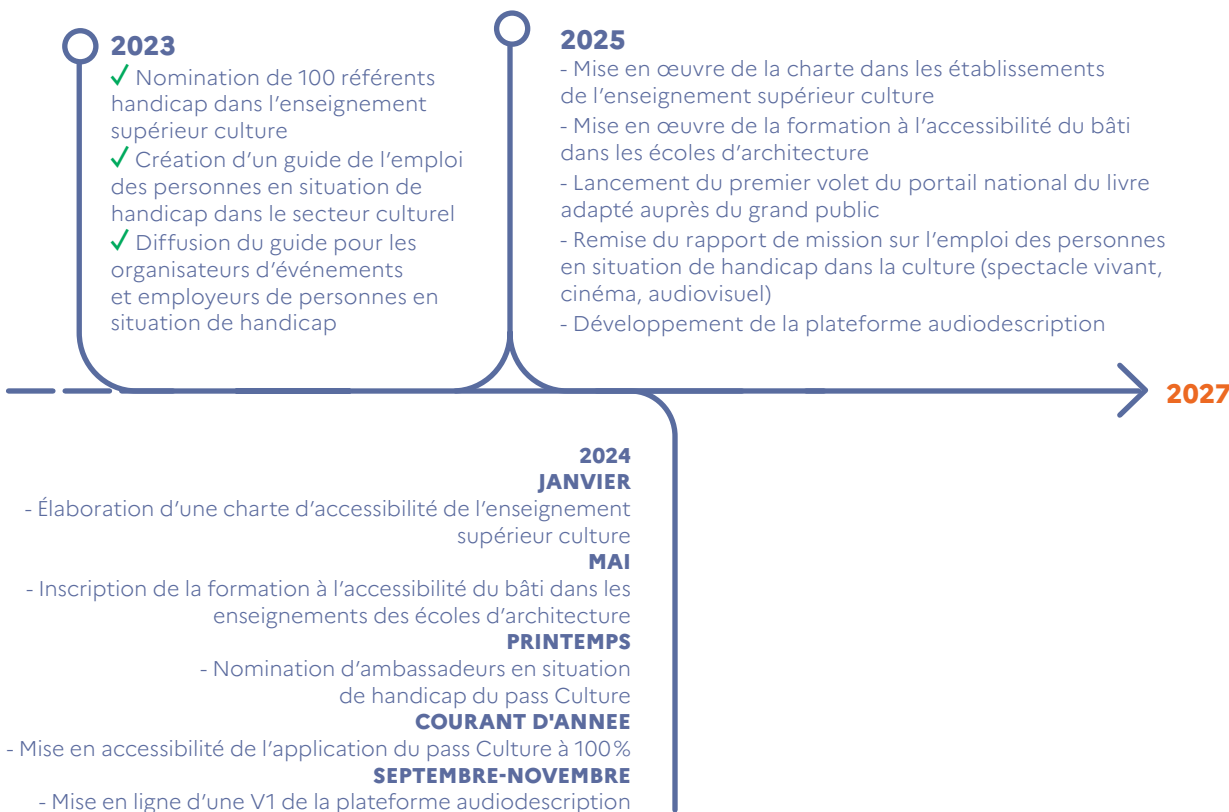 2023
✓ Nomination de 100 référents
handicap dans l'enseignement
supérieur culture
✓ Création d'un guide de l'emploi
des personnes en situation de
handicap dans le secteur culturel
✓ Diffusion du guide pour les
organisateurs d'événements
et employeurs de personnes en
situation de handicap
2025
- Mise en œuvre de la charte dans les établissements
de l'enseignement supérieur culture
- Mise en œuvre de la formation à l'accessibilité du bâti
dans les écoles d'architecture
- Lancement du premier volet du portail national du livre
adapté auprès du grand public
- Remise du rapport de mission sur l'emploi des personnes
en situation de handicap dans la culture (spectacle vivant,
cinéma, audiovisuel)
- Développement de la plateforme audiodescription
2027
2024
JANVIER
- Élaboration d'une charte d'accessibilité de l'enseignement
supérieur culture
MAI
- Inscription de la formation à l'accessibilité du bâti dans les
enseignements des écoles d'architecture
PRINTEMPS
- Nomination d'ambassadeurs en situation
de handicap du pass Culture
COURANT D'ANNEE
- Mise en accessibilité de l'application du pass Culture à 100 %
SEPTEMBRE-NOVEMBRE
- Mise en ligne d'une V1 de la plateforme audiodescription